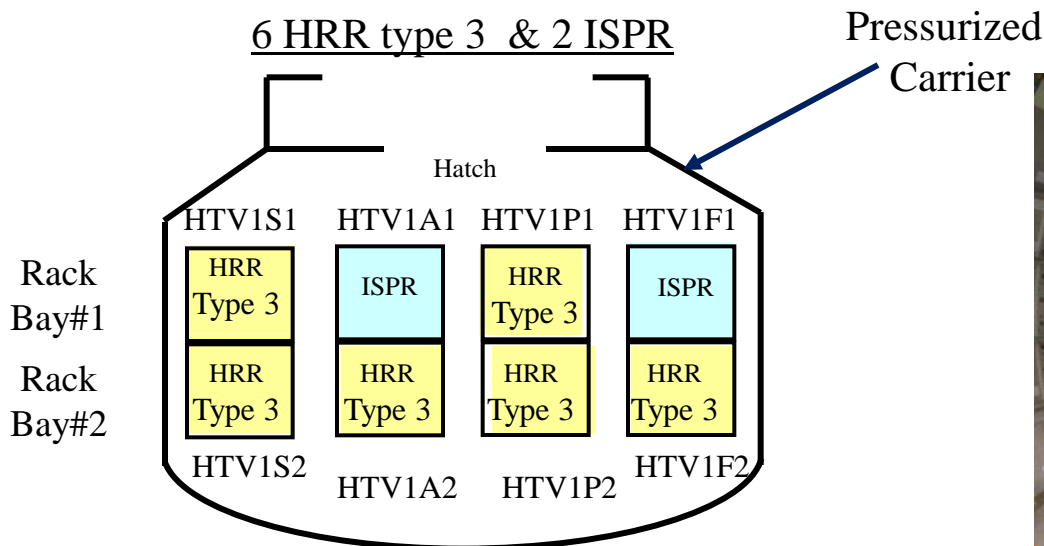 6 HRR type 3 & 2 ISPR
Pressurized
Carrier
Hatch
HTV1S1 HTV1A1 HTV1P1 HTV1F1
Rack
Bay#1
HRR
Type 3
ISPR
HRR
Type 3
ISPR
Rack
Bay#2
HRR
Type 3
HRR
Type 3
HRR
Type 3
HRR
Type 3
HTV1S2 HTV1A2 HTV1P2 HTV1F2